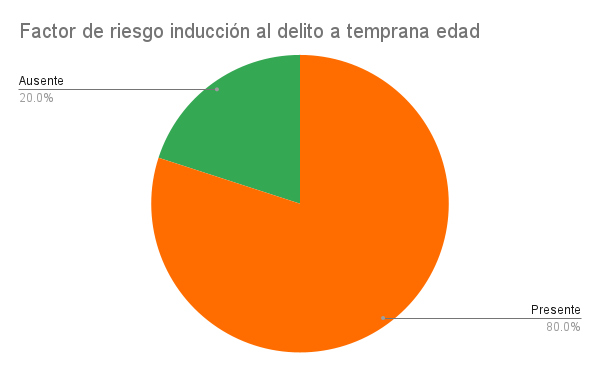 Factor de riesgo inducción al delito a temprana edad
Ausente
20.0%
Presente
80.0%